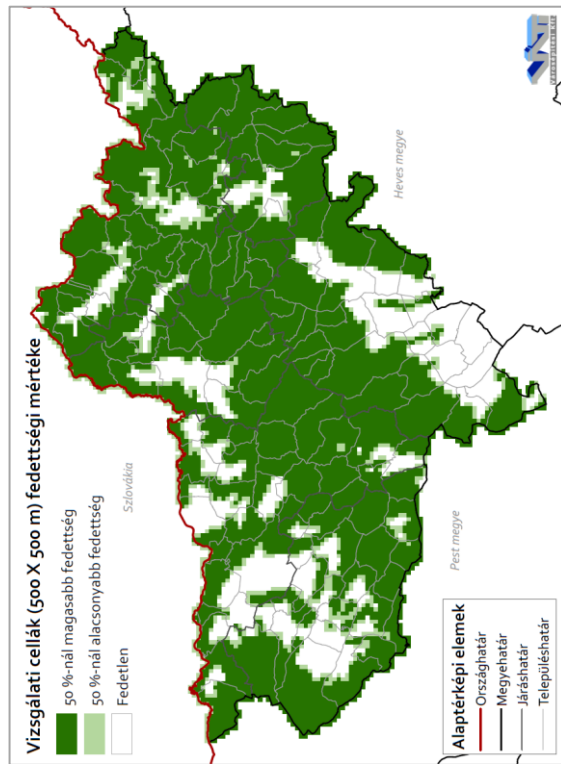 Vizsgálati cellák (500 X 500 m) fedettségi mértéke
50 %-nál magasabb fedettség
50 %-nál alacsonyabb fedettség
Fedetlen
Szlovákia
Heves megye
Pest megye
Alaptérképi elemek
Országhatár
Megyehatár
Járáshatár
Településhatár